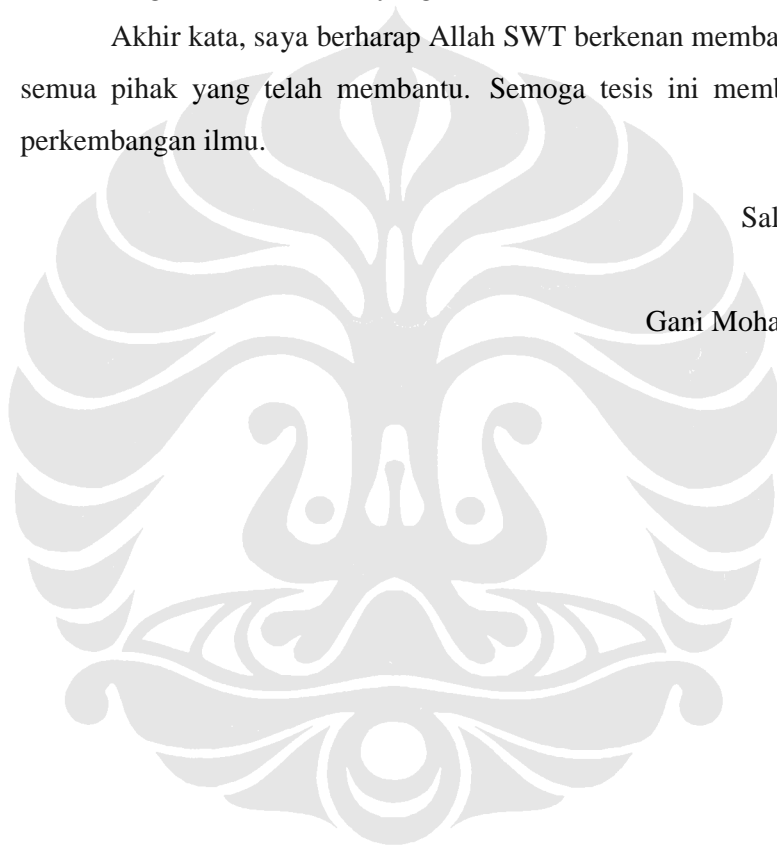 Akhir kata, saya berharap Allah SWT berkenan memba
semua pihak yang telah membantu. Semoga tesis ini memb
perkembangan ilmu.
Sal
Gani Moha